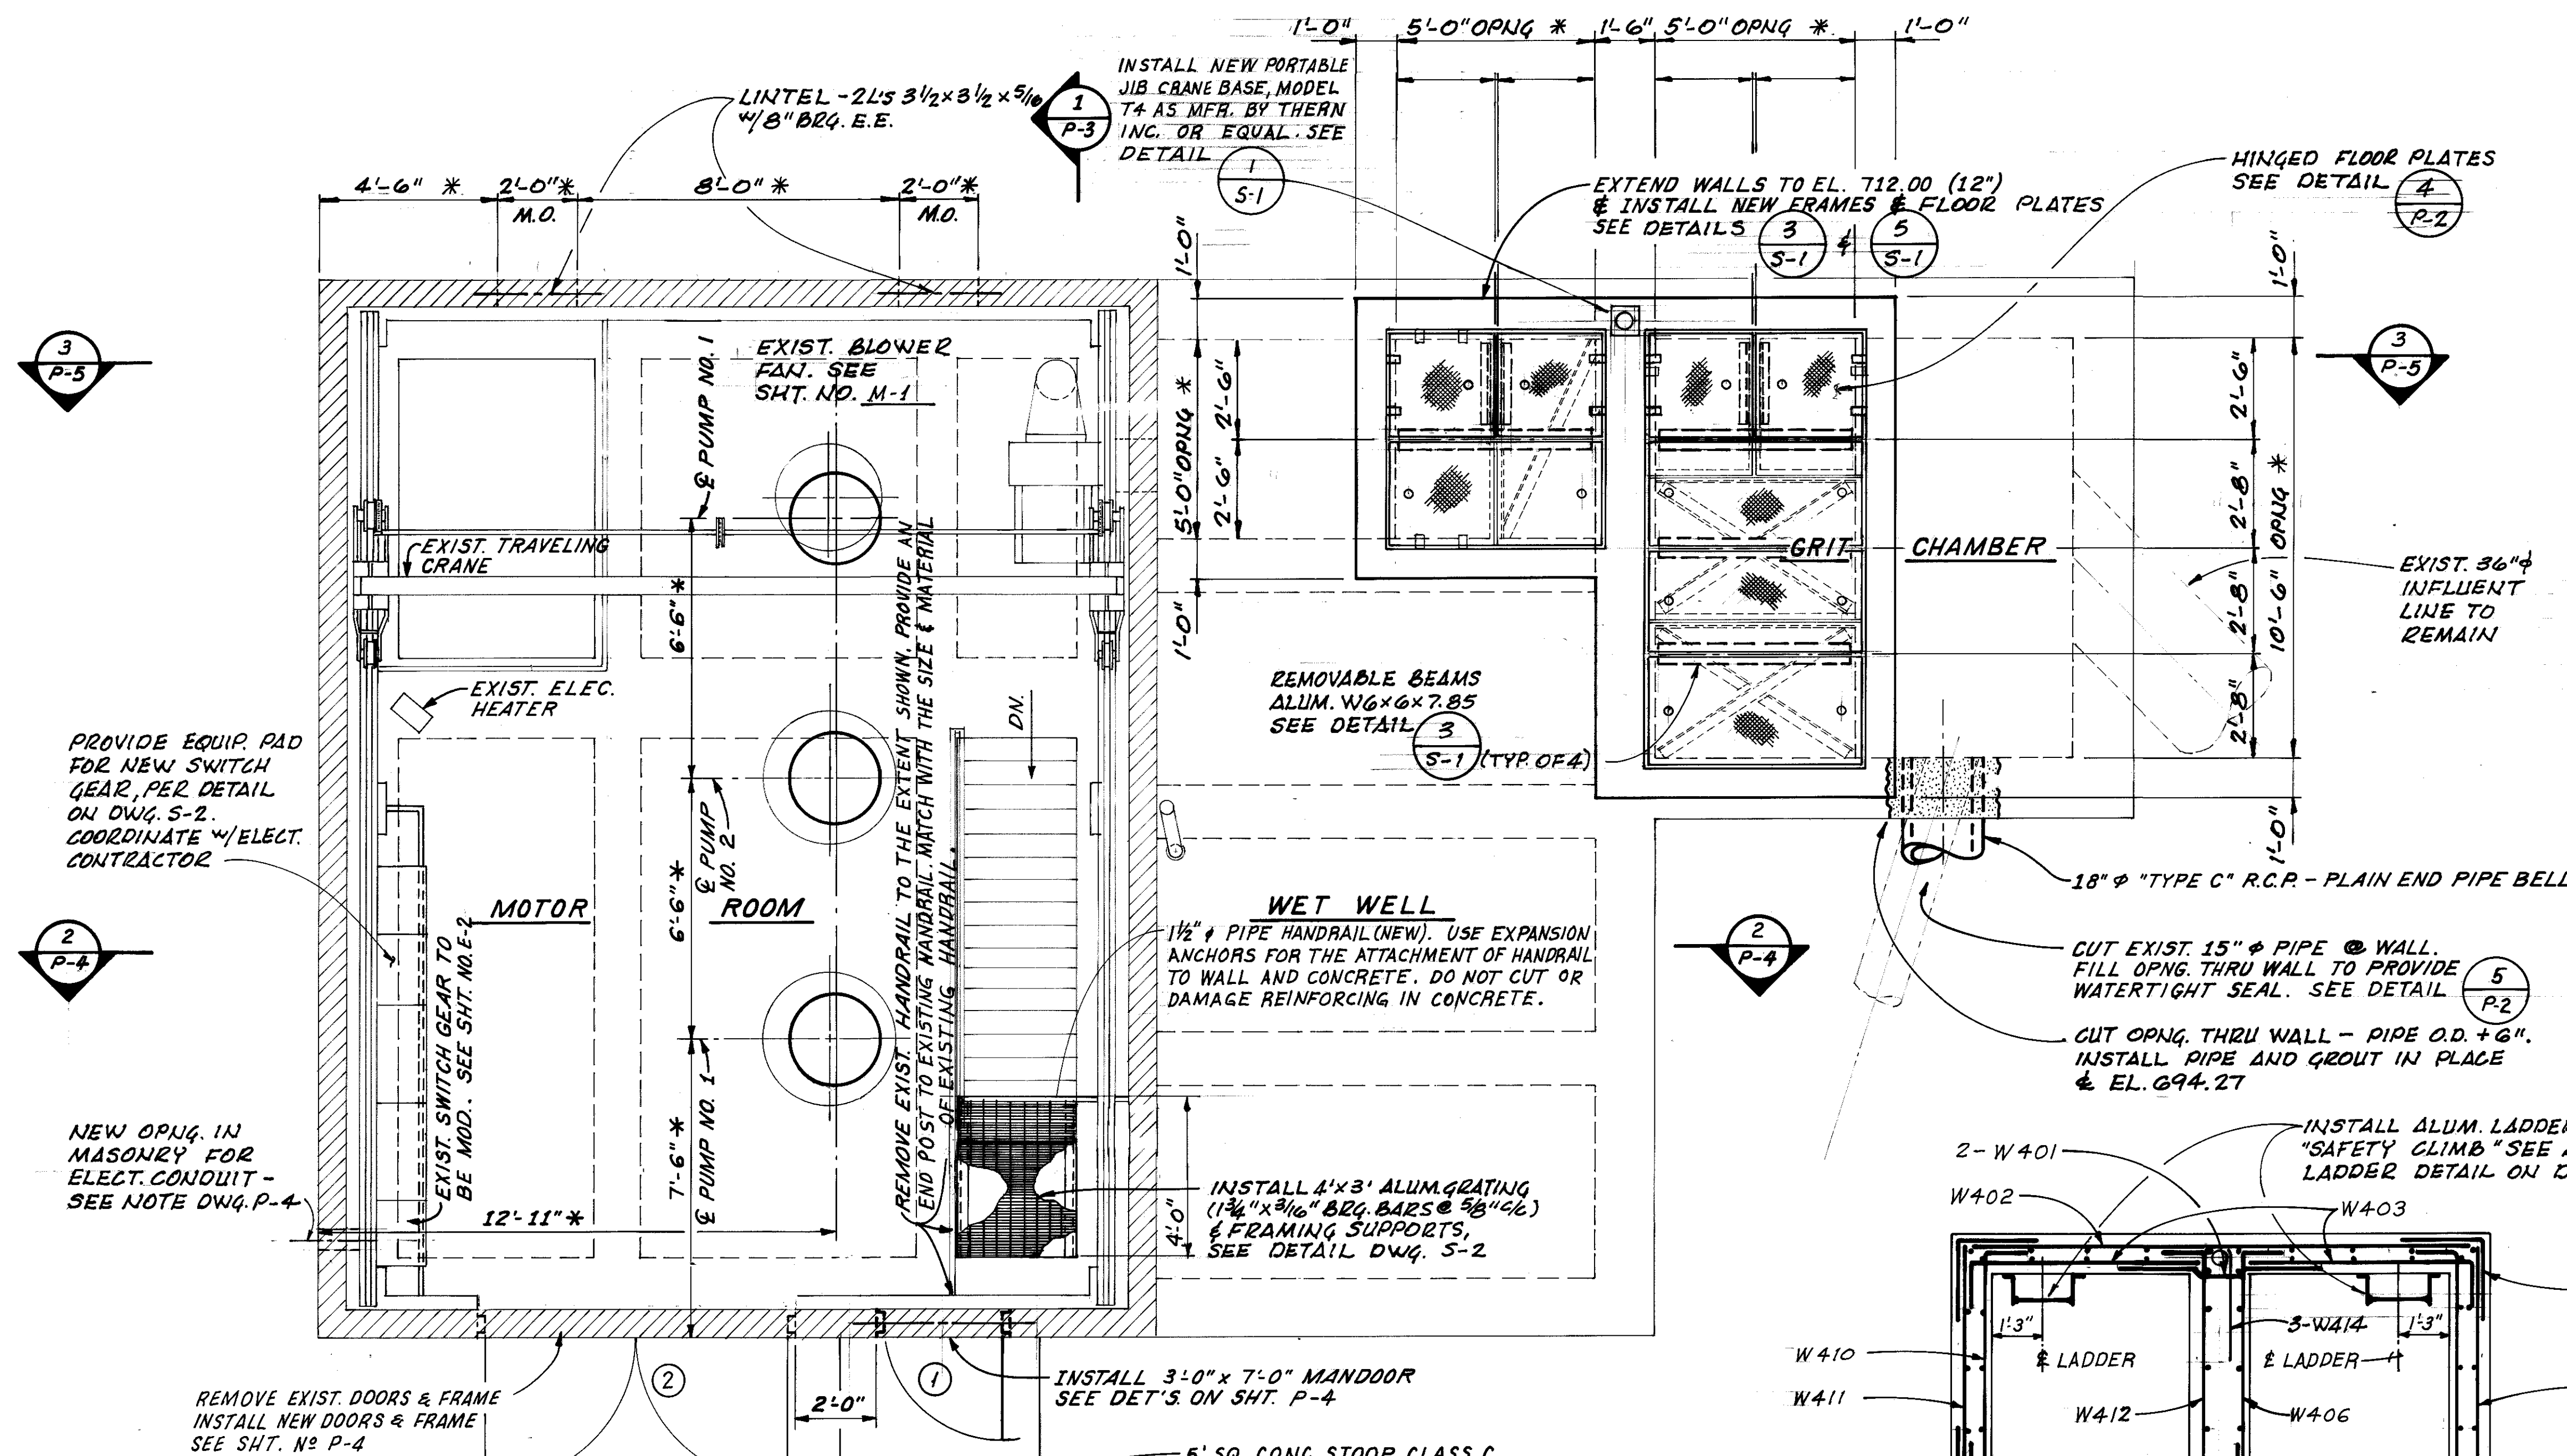 1'-0"
5'-0" OPNG *
1'-6"
5'-0" OPNG *
1'-0"
LINTEL - 2L'S 3 1/2 x 3 1/2 x 5/16
W/ 8" BRG. E.E.
1
P-3
INSTALL NEW PORTABLE
JIB CRANE BASE, MODEL
T4 AS MFR. BY THERN
INC. OR EQUAL. SEE
DETAIL
1
S-1
HINGED FLOOR PLATES
SEE DETAIL
4
P-2
EXTEND WALLS TO EL. 712.00 (12")
& INSTALL NEW FRAMES & FLOOR PLATES
SEE DETAILS
3
S-1
&
5
S-1
4'-6" *
2'-0" *
M.O.
8'-0" *
2'-0" *
M.O.
1'-0"
1'-0"
3
P-5
3
P-5
EXIST. BLOWER
FAN. SEE
SHT. NO. M-1
℄ PUMP NO. 1
5'-0" OPNG *
2'-6"
2'-6"
1'-0"
2'-6"
2'-8"
2'-8"
2'-8"
10'-6" OPNG *
1'-0"
EXIST. TRAVELING
CRANE
GRIT CHAMBER
EXIST. 36"⌀
INFLUENT
LINE TO
REMAIN
6'-6" *
EXIST. ELEC.
HEATER
DN.
REMOVABLE BEAMS
ALUM. W6x6x7.85
SEE DETAIL
3
S-1
(TYP. OF 4)
PROVIDE EQUIP. PAD
FOR NEW SWITCH
GEAR, PER DETAIL
ON DWG. S-2.
COORDINATE W/ ELECT.
CONTRACTOR
℄ PUMP
NO. 2
6'-6" *
MOTOR ROOM
WET WELL
1 1/2" ⌀ PIPE HANDRAIL (NEW). USE EXPANSION
ANCHORS FOR THE ATTACHMENT OF HANDRAIL
TO WALL AND CONCRETE. DO NOT CUT OR
DAMAGE REINFORCING IN CONCRETE.
18" ⌀ "TYPE C" R.C.P. - PLAIN END PIPE BELL
2
P-4
2
P-4
CUT EXIST. 15" ⌀ PIPE @ WALL.
FILL OPNG. THRU WALL TO PROVIDE
WATERTIGHT SEAL. SEE DETAIL
5
P-2
CUT OPNG. THRU WALL - PIPE O.D. + 6".
INSTALL PIPE AND GROUT IN PLACE
℄ EL. 694.27
EXIST. SWITCH GEAR TO
BE MOD.. SEE SHT. NO. E-2
REMOVE EXIST. HANDRAIL TO THE EXTENT SHOWN. PROVIDE AN
END POST TO EXISTING HANDRAIL. MATCH WITH THE SIZE & MATERIAL
OF EXISTING HANDRAIL.
NEW OPNG. IN
MASONRY FOR
ELECT. CONDUIT -
SEE NOTE DWG. P-4
7'-6" *
℄ PUMP NO. 1
12'-11" *
4'-0"
INSTALL 4'x3' ALUM. GRATING
(1 3/4" x 3/16" BRG. BARS @ 5/8" C/C)
& FRAMING SUPPORTS,
SEE DETAIL DWG. S-2
INSTALL ALUM. LADDER
"SAFETY CLIMB" SEE
LADDER DETAIL ON
2-W401
W402
W403
1'-3"
3-W414
1'-3"
℄ LADDER
℄ LADDER
W410
W411
W412
W406
REMOVE EXIST. DOORS & FRAME
INSTALL NEW DOORS & FRAME
SEE SHT. Nº P-4
2
2'-0"
1
INSTALL 3'-0" x 7'-0" MANDOOR
SEE DET'S. ON SHT. P-4
5' SQ. CONC. STOOP CLASS C